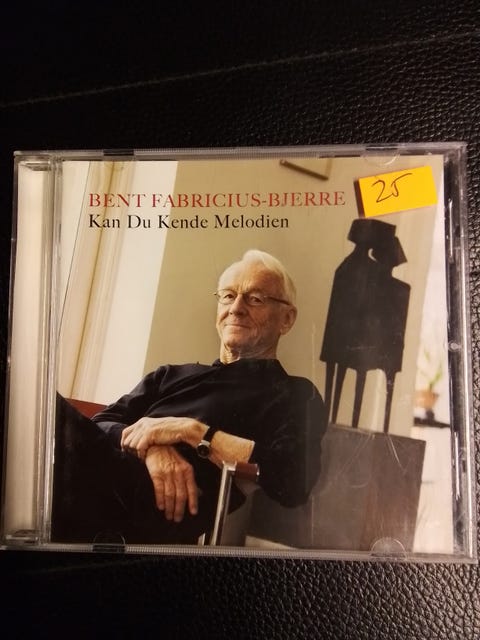 BENT FABRICIUS-BJERRE
Kan Du Kende Melodien
25